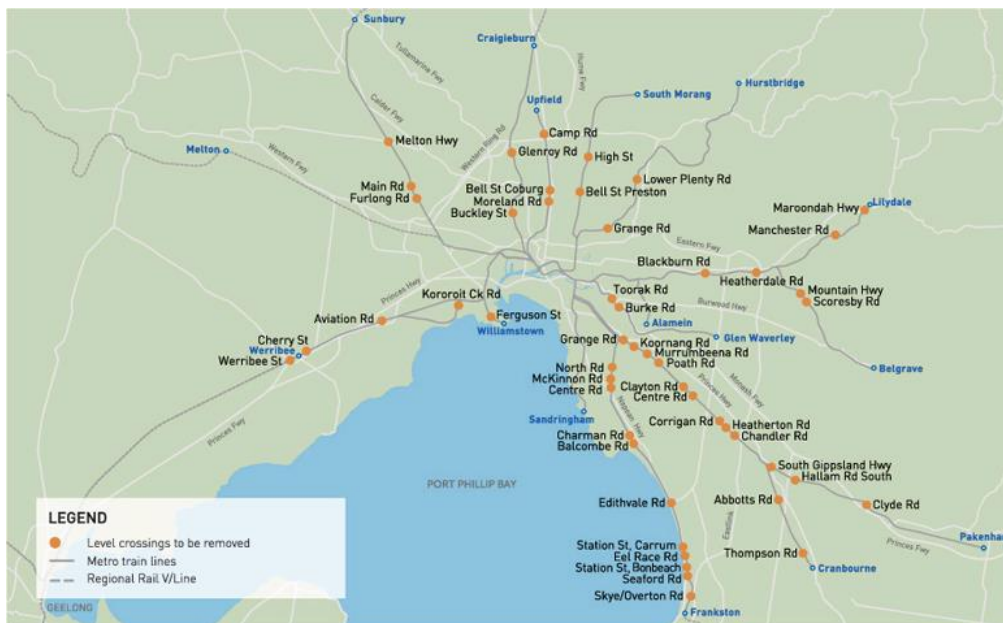 Sunbury
Craigieburn
Tullamarine Fwy
Hume Fwy
Hurstbridge
South Morang
Upfield
Calder Fwy
Western Ring Rd
Camp Rd
Melton Hwy
Melton
Western Fwy
Glenroy Rd
High St
Lower Plenty Rd
Main Rd
Furlong Rd
Bell St Coburg
Moreland Rd
Buckley St
Bell St Preston
Lilydale
Maroondah Hwy
Manchester Rd
Grange Rd
Eastern Fwy
Blackburn Rd
Heatherdale Rd
Princes Hwy
Kororoit Ck Rd
Toorak Rd
Burke Rd
Burwood Hwy
Mountain Hwy
Scoresby Rd
Aviation Rd
Ferguson St
Williamstown
Alamein
Glen Waverley
Cherry St
Werribee
Werribee St
Grange Rd
Koornang Rd
Murrumbeena Rd
Poath Rd
Belgrave
North Rd
McKinnon Rd
Centre Rd
Clayton Rd
Centre Rd
Princes Hwy
Monash Fwy
Nepean Hwy
Sandringham
Princes Fwy
Corrigan Rd
Heatherton Rd
Chandler Rd
Charman Rd
Balcombe Rd
South Gippsland Hwy
Hallam Rd South
PORT PHILLIP BAY
Edithvale Rd
Abbotts Rd
Clyde Rd
Eastlink
LEGEND
Level crossings to be removed
Metro train lines
Regional Rail V/Line
GEELONG
Station St, Carrum
Eel Race Rd
Station St, Bonbeach
Seaford Rd
Skye/Overton Rd
Frankston
Thompson Rd
Cranbourne
Princes Fwy
Pakenham